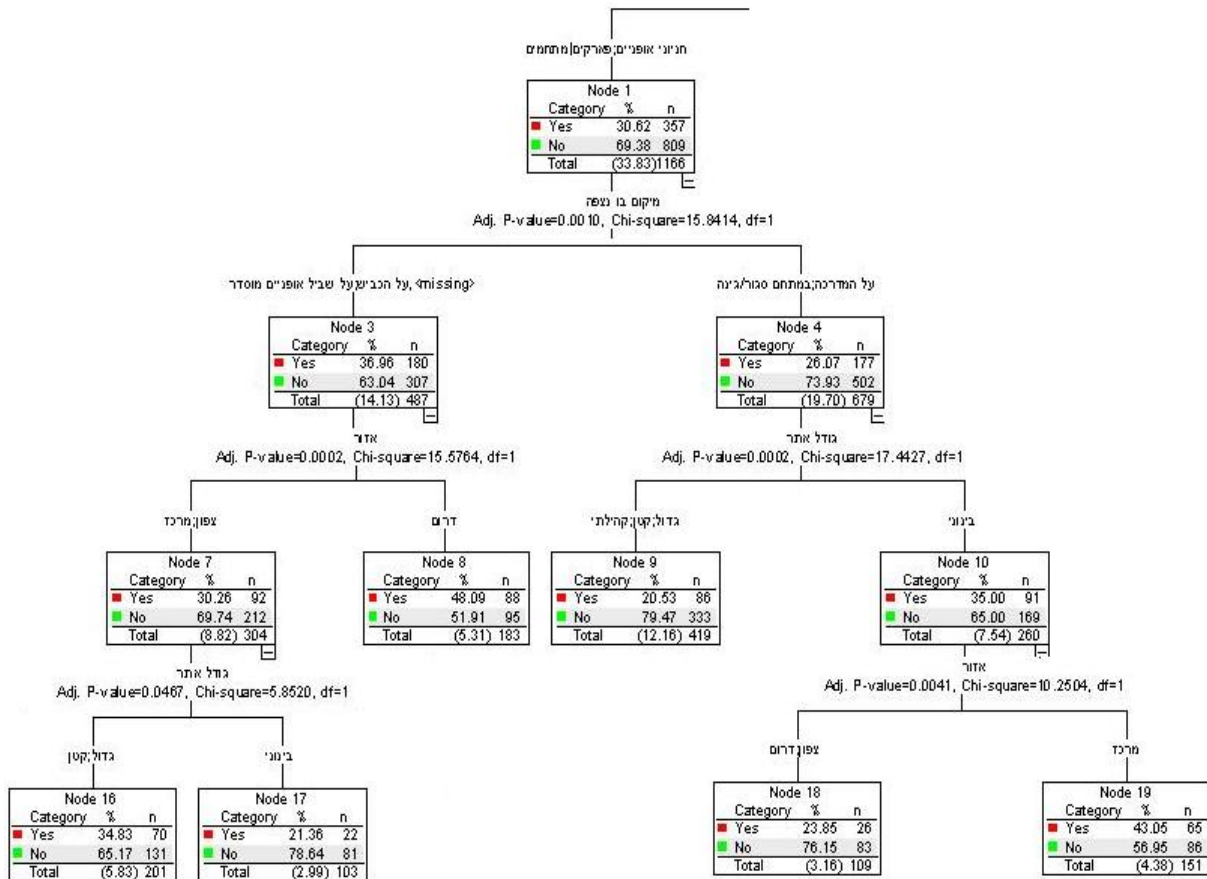 חניוני אופניים;פארקים|מתחמים
Node 1
Category % n
Yes 30.62 357
No 69.38 809
Total (33.83)1166
מיקום בו נצפה
Adj. P-value=0.0010, Chi-square=15.8414, df=1
על הכביש;על שביל אופניים מוסדר,<missing>
על המדרכה;במתחם סגור/גינה
Node 3
Category % n
Yes 36.96 180
No 63.04 307
Total (14.13) 487
Node 4
Category % n
Yes 26.07 177
No 73.93 502
Total (19.70) 679
אזור
Adj. P-value=0.0002, Chi-square=15.5764, df=1
גודל אתר
Adj. P-value=0.0002, Chi-square=17.4427, df=1
צפון;מרכז
דרום
גדול;קטן;קהילתי
בינוני
Node 7
Category % n
Yes 30.26 92
No 69.74 212
Total (8.82) 304
Node 8
Category % n
Yes 48.09 88
No 51.91 95
Total (5.31) 183
Node 9
Category % n
Yes 20.53 86
No 79.47 333
Total (12.16) 419
Node 10
Category % n
Yes 35.00 91
No 65.00 169
Total (7.54) 260
גודל אתר
Adj. P-value=0.0467, Chi-square=5.8520, df=1
אזור
Adj. P-value=0.0041, Chi-square=10.2504, df=1
גדול;קטן
בינוני
צפון;דרום
מרכז
Node 16
Category % n
Yes 34.83 70
No 65.17 131
Total (5.83) 201
Node 17
Category % n
Yes 21.36 22
No 78.64 81
Total (2.99) 103
Node 18
Category % n
Yes 23.85 26
No 76.15 83
Total (3.16) 109
Node 19
Category % n
Yes 43.05 65
No 56.95 86
Total (4.38) 151